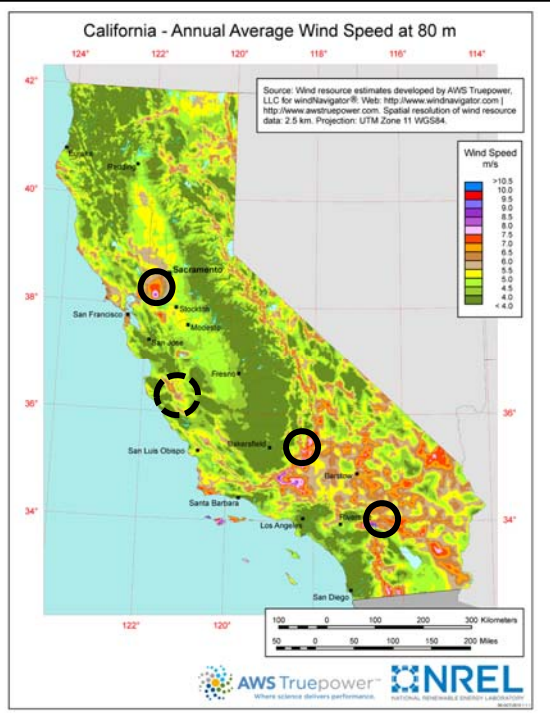 California - Annual Average Wind Speed at 80 m
124°
122°
120°
118°
116°
114°
42°
Source: Wind resource estimates developed by AWS Truepower,
LLC for windNavigator®. Web: http://www.windnavigator.com |
http://www.awstruepower.com. Spatial resolution of wind resource
data: 2.5 km. Projection: UTM Zone 11 WGS84.
Eureka
Redding
Wind Speed
m/s
>10.5
10.0
9.5
9.0
8.5
8.0
7.5
7.0
6.5
6.0
5.5
5.0
4.5
4.0
< 4.0
40°
Sacramento
38°
San Francisco
Stockton
Modesto
San Jose
Fresno
36°
36°
San Luis Obispo
Bakersfield
Barstow
Santa Barbara
34°
Los Angeles
34°
San Diego
122°
120°
100 0 100 200 300 Kilometers
50 0 50 100 150 200 Miles
AWS Truepower™
Where science delivers performance.
NREL
NATIONAL RENEWABLE ENERGY LABORATORY